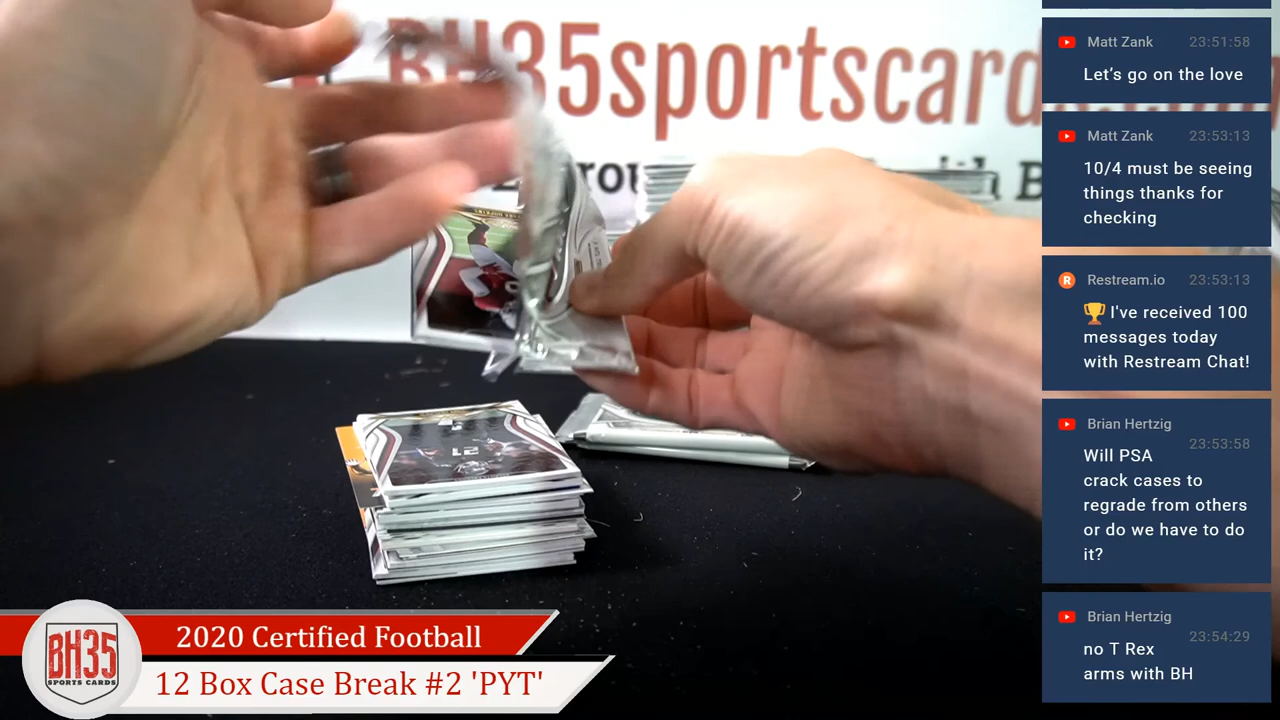 BH35sportscard
21
Matt Zank 23:51:58
Let's go on the love
Matt Zank 23:53:13
10/4 must be seeing
things thanks for
checking
Restream.io 23:53:13
🏆 I've received 100
messages today
with Restream Chat!
Brian Hertzig 23:53:58
Will PSA
crack cases to
regrade from others
or do we have to do
it?
Brian Hertzig 23:54:29
no T Rex
arms with BH
BH35
SPORTS CARDS
2020 Certified Football
12 Box Case Break #2 'PYT'